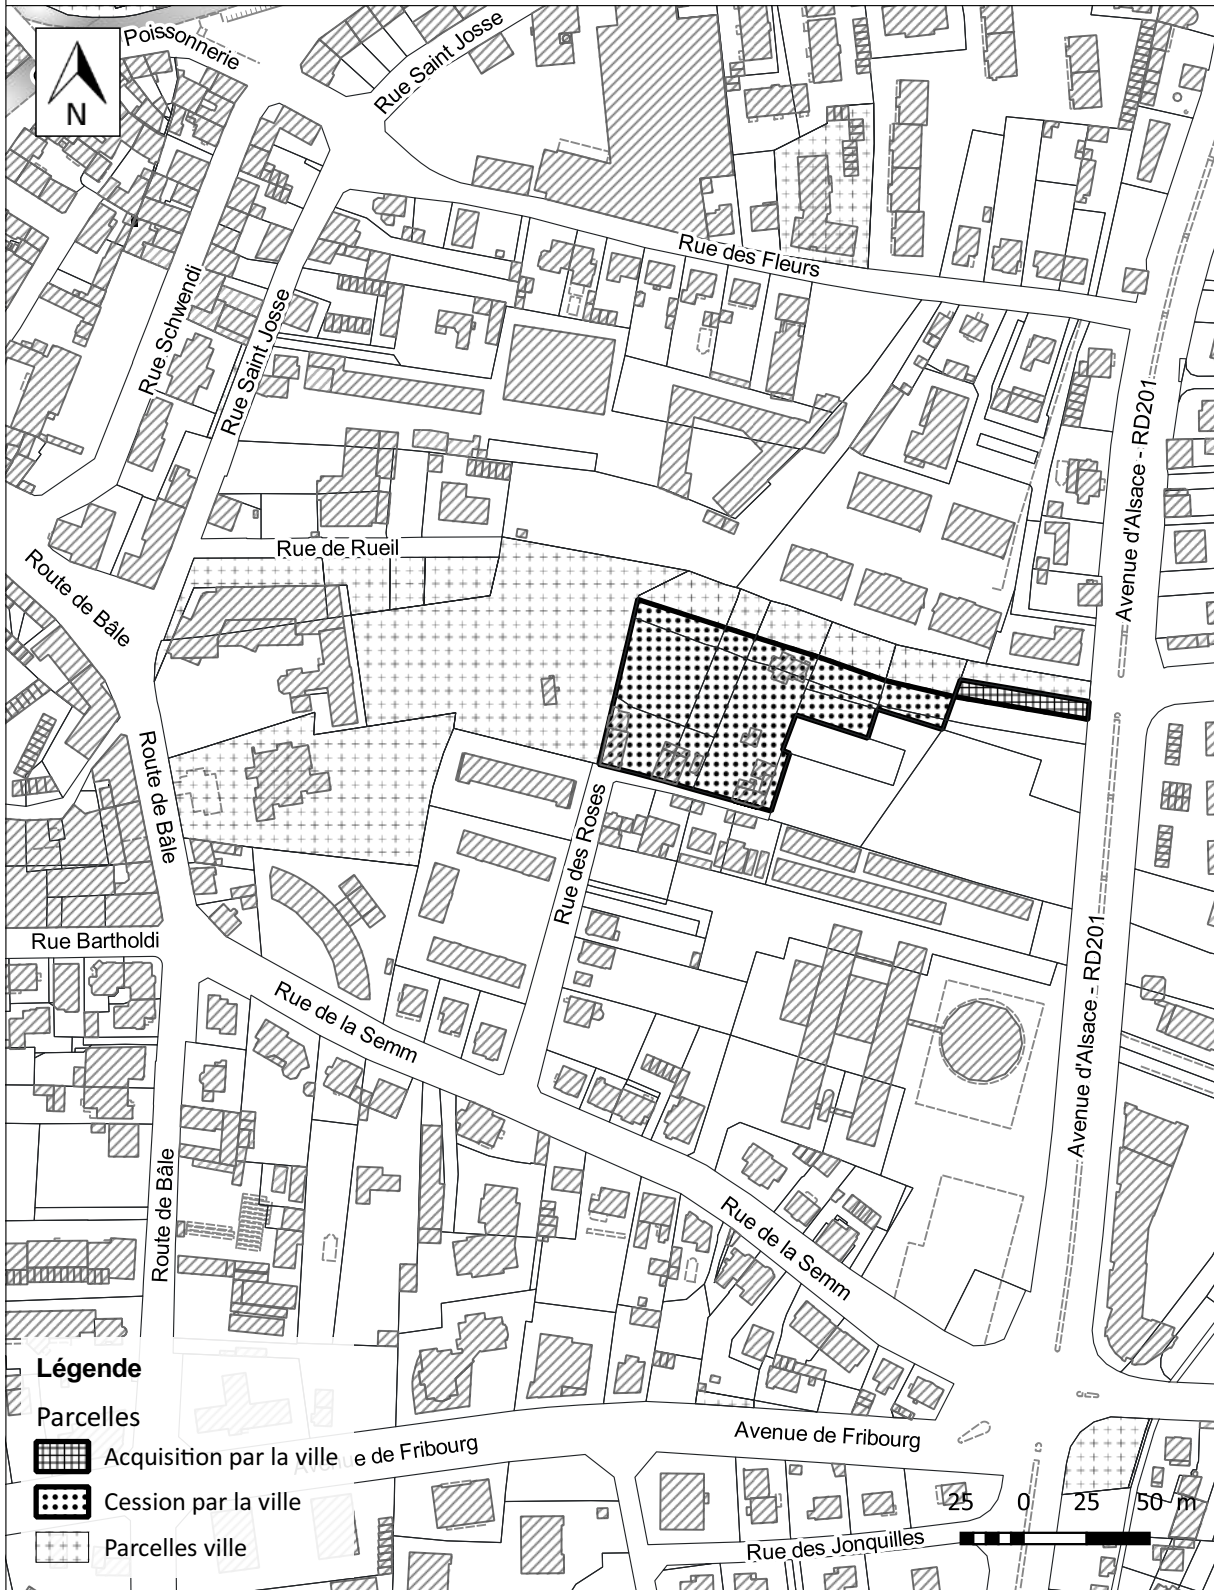 Poissonnerie
Rue Saint Josse
N
Rue des Fleurs
Rue Schwendi
Rue Saint Josse
Avenue d'Alsace - RD201
Rue de Rueil
Route de Bâle
Route de Bâle
Rue des Roses
Rue Bartholdi
Avenue d'Alsace - RD201
Rue de la Semm
Route de Bâle
Rue de la Semm
Légende
Parcelles
Acquisition par la ville
Cession par la ville
Parcelles ville
Avenue de Fribourg
Avenue de Fribourg
25 0 25 50 m
Rue des Jonquilles